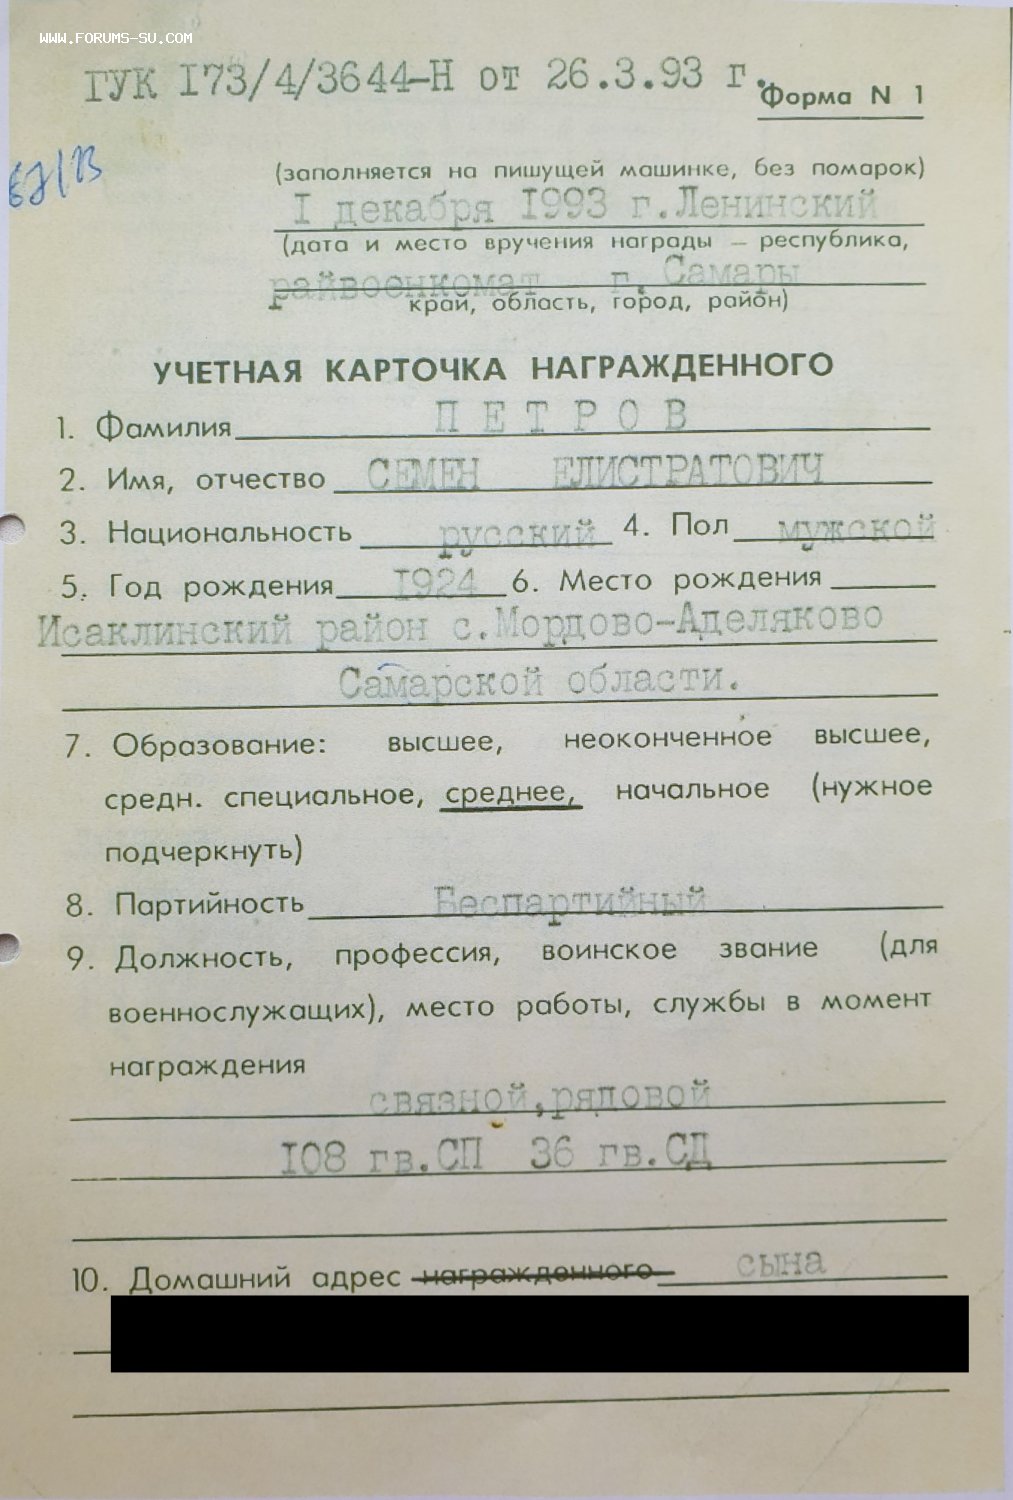 WWW.FORUMS-SU.COM
ГУК I73/4/3644-Н от 26.3.93 г.
Форма N 1
(заполняется на пишущей машинке, без помарок)
I декабря I993 г.Ленинский
(дата и место вручения награды — республика,
райвоенкомат г. Самары
край, область, город, район)
УЧЕТНАЯ КАРТОЧКА НАГРАЖДЕННОГО
1. Фамилия П Е Т Р О В
2. Имя, отчество СЕМЕН ЕЛИСТРАТОВИЧ
3. Национальность русский 4. Пол мужской
5. Год рождения I924 6. Место рождения
Исаклинский район с.Мордово-Аделяково
Самарской области.
7. Образование: высшее, неоконченное высшее,
средн. специальное, среднее, начальное (нужное
подчеркнуть)
8. Партийность Беспартийный
9. Должность, профессия, воинское звание (для
военнослужащих), место работы, службы в момент
награждения
связной,рядовой
I08 гв.СП 36 гв.СД
10. Домашний адрес награжденного сына